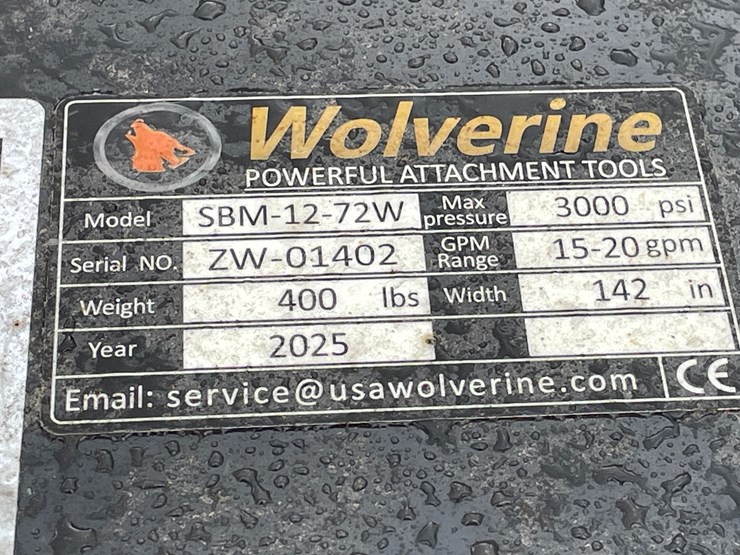 Wolverine
POWERFUL ATTACHMENT TOOLS
Model SBM-12-72W Max pressure 3000 psi
Serial NO. ZW-01402 GPM Range 15-20 gpm
Weight 400 lbs Width 142 in
Year 2025
Email: service@usawolverine.com CE